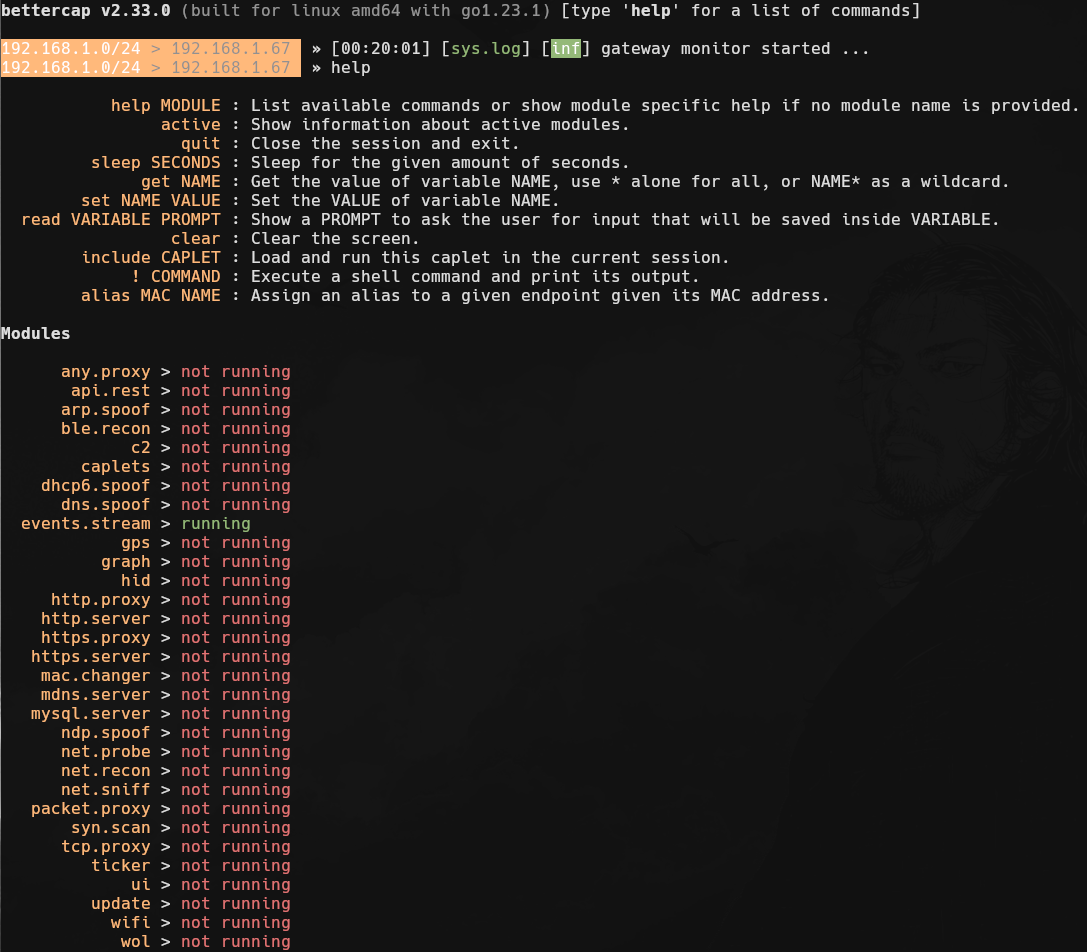 bettercap v2.33.0 (built for linux amd64 with go1.23.1) [type 'help' for a list of commands]
192.168.1.0/24 > 192.168.1.67 » [00:20:01] [sys.log] [inf] gateway monitor started ...
192.168.1.0/24 > 192.168.1.67 » help
help MODULE : List available commands or show module specific help if no module name is provided.
active : Show information about active modules.
quit : Close the session and exit.
sleep SECONDS : Sleep for the given amount of seconds.
get NAME : Get the value of variable NAME, use * alone for all, or NAME* as a wildcard.
set NAME VALUE : Set the VALUE of variable NAME.
read VARIABLE PROMPT : Show a PROMPT to ask the user for input that will be saved inside VARIABLE.
clear : Clear the screen.
include CAPLET : Load and run this caplet in the current session.
! COMMAND : Execute a shell command and print its output.
alias MAC NAME : Assign an alias to a given endpoint given its MAC address.
Modules
any.proxy > not running
api.rest > not running
arp.spoof > not running
ble.recon > not running
c2 > not running
caplets > not running
dhcp6.spoof > not running
dns.spoof > not running
events.stream > running
gps > not running
graph > not running
hid > not running
http.proxy > not running
http.server > not running
https.proxy > not running
https.server > not running
mac.changer > not running
mdns.server > not running
mysql.server > not running
ndp.spoof > not running
net.probe > not running
net.recon > not running
net.sniff > not running
packet.proxy > not running
syn.scan > not running
tcp.proxy > not running
ticker > not running
ui > not running
update > not running
wifi > not running
wol > not running